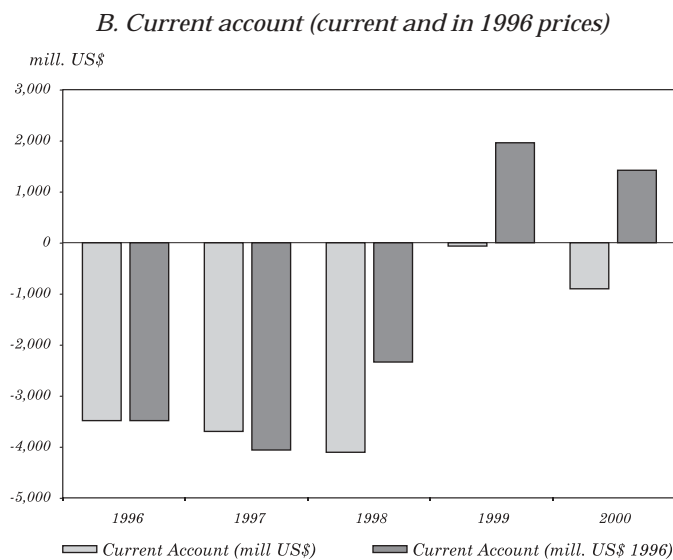 B. Current account (current and in 1996 prices)
mill. US$
3,000
2,000
1,000
0
-1,000
-2,000
-3,000
-4,000
-5,000
1996 1997 1998 1999 2000
Current Account (mill US$) Current Account (mill. US$ 1996)